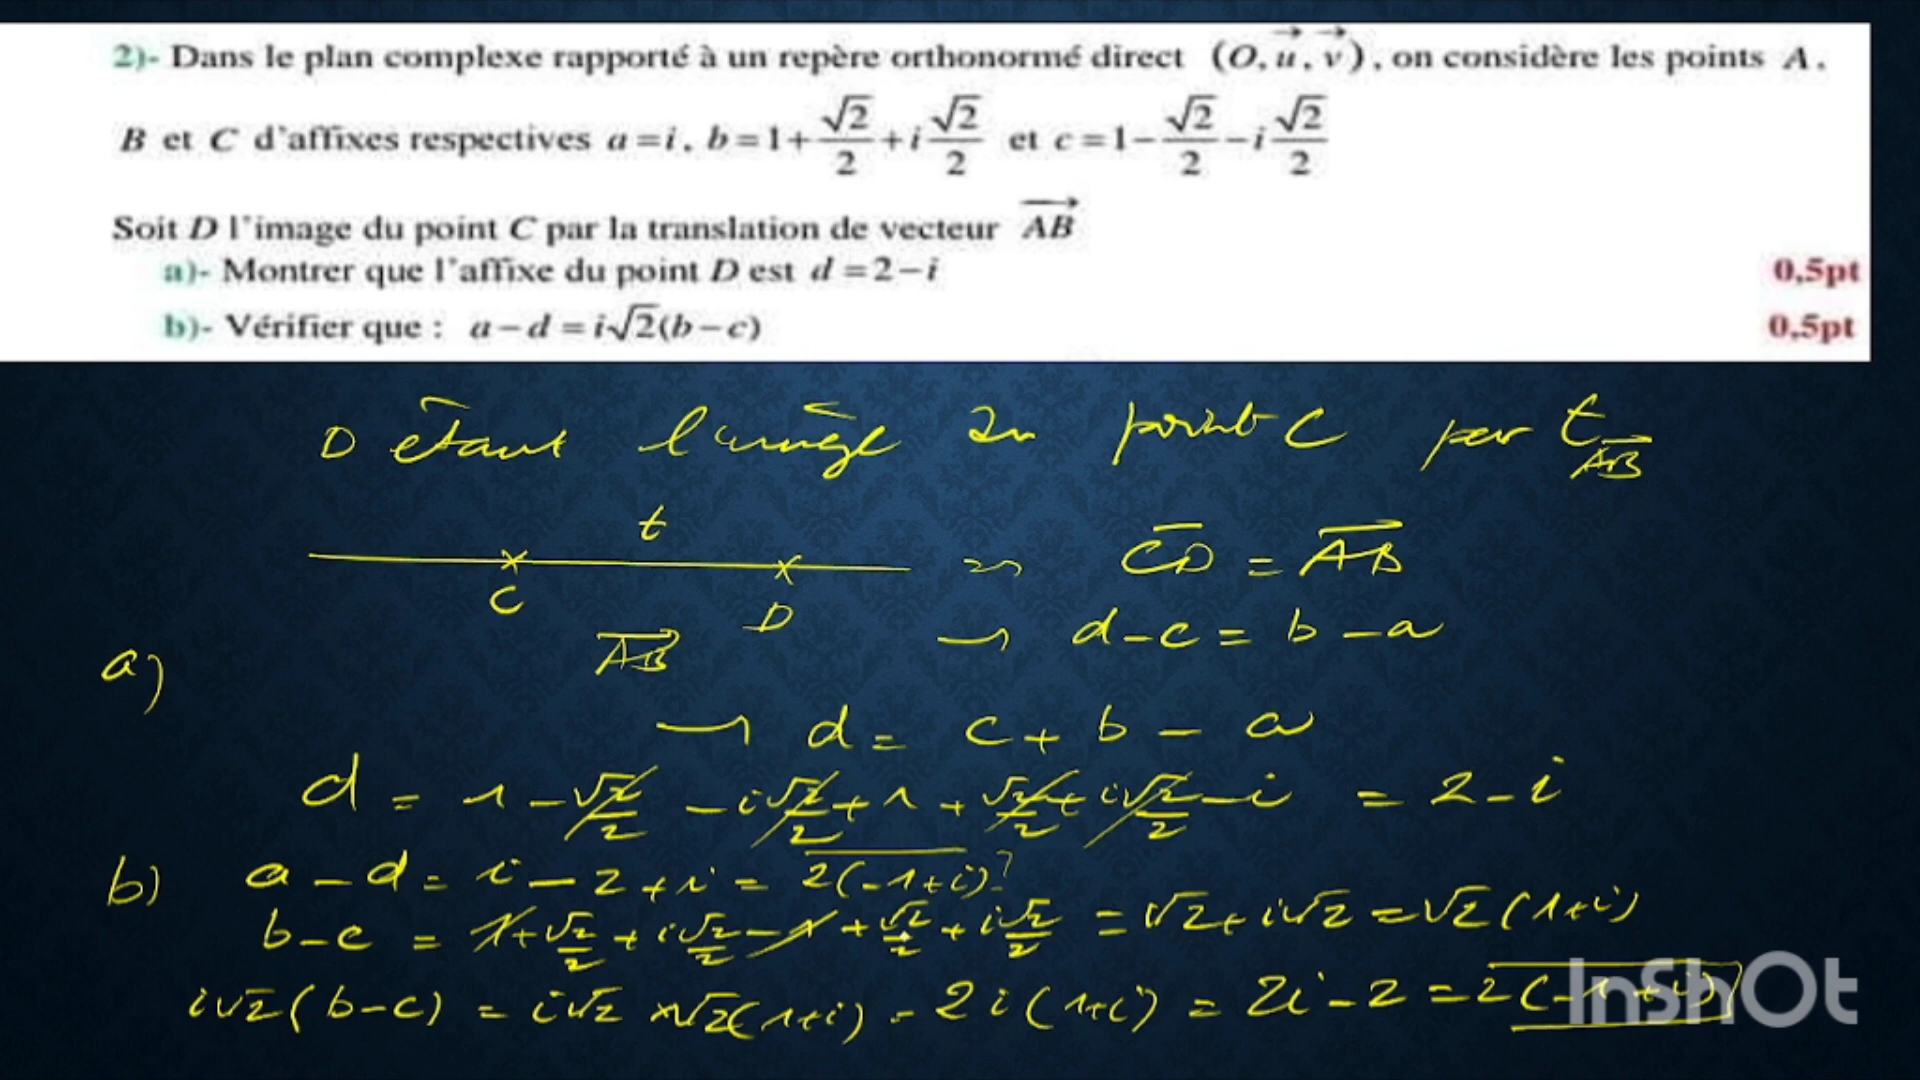 2)- Dans le plan complexe rapporté à un repère orthonormé direct (O, u⃗, v⃗), on considère les points A,
B et C d'affixes respectives a = i, b = 1 + √2/2 + i √2/2 et c = 1 - √2/2 - i √2/2
Soit D l'image du point C par la translation de vecteur AB⃗
a)- Montrer que l'affixe du point D est d = 2 - i 0,5pt
b)- Vérifier que : a - d = i√2(b - c) 0,5pt
D étant l'image du point C par t AB⃗
t
C D AB⃗
CD = AB⃗
d - c = b - a
a)
d = c + b - a
d = 1 - √2/2 - i√2/2 + 1 + √2/2 + i√2/2 - i = 2 - i
b) a - d = i - 2 + i = 2(-1+i)?
b - c = 1 + √2/2 + i√2/2 - 1 + √2/2 + i√2/2 = √2 + i√2 = √2(1+i)
i√2(b-c) = i√2 × √2(1+i) = 2i(1+i) = 2i - 2 = 2(-1+i)
InShOt